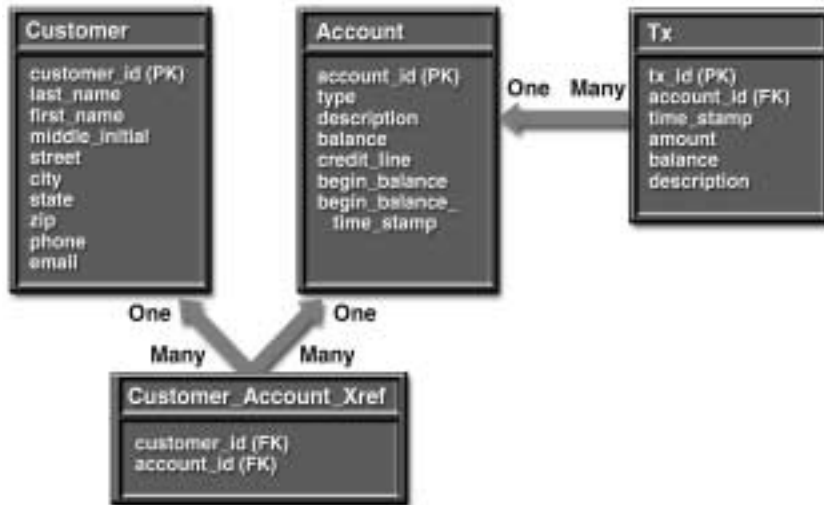 Customer
customer_id (PK)
last_name
first_name
middle_initial
street
city
state
zip
phone
email
Account
account_id (PK)
type
description
balance
credit_line
begin_balance
begin_balance_
time_stamp
One Many
Tx
tx_id (PK)
account_id (FK)
time_stamp
amount
balance
description
One
One
Many
Many
Customer_Account_Xref
customer_id (FK)
account_id (FK)